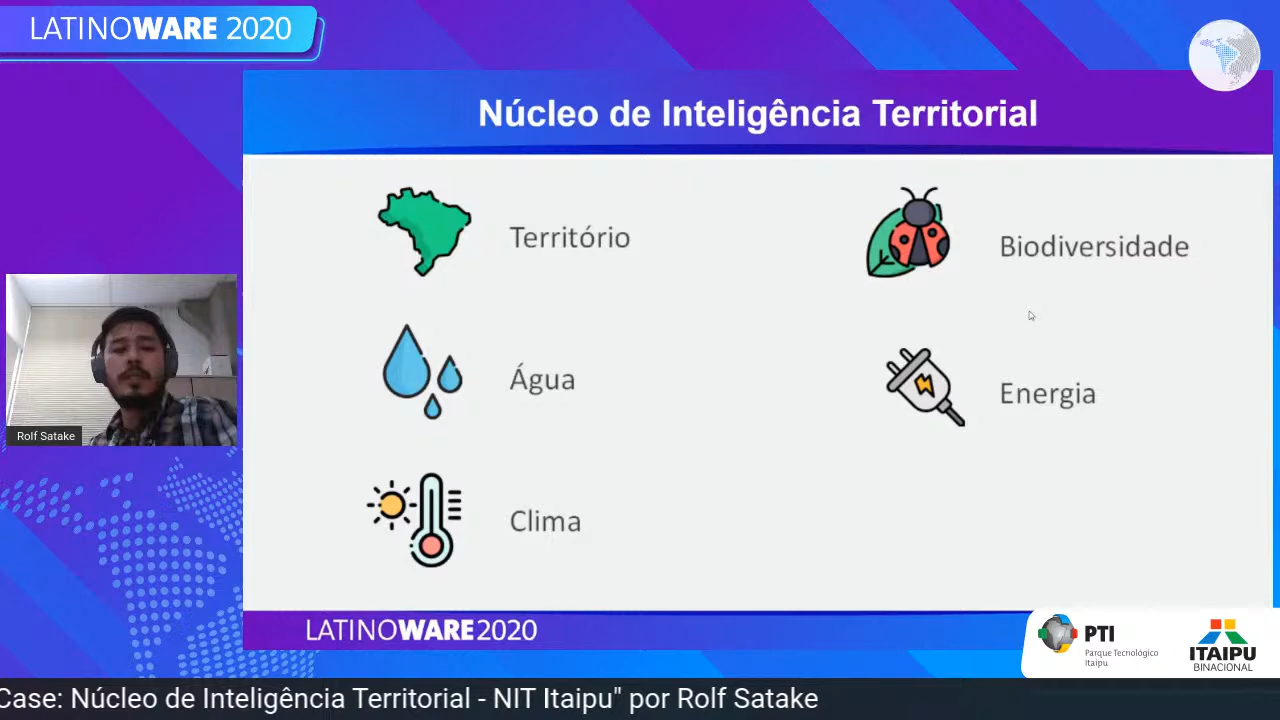 LATINOWARE 2020
Núcleo de Inteligência Territorial
Território
Biodiversidade
Água
Energia
Clima
Rolf Satake
LATINOWARE2020
PTI
Parque Tecnológico
Itaipu
ITAIPU
BINACIONAL
Case: Núcleo de Inteligência Territorial - NIT Itaipu" por Rolf Satake